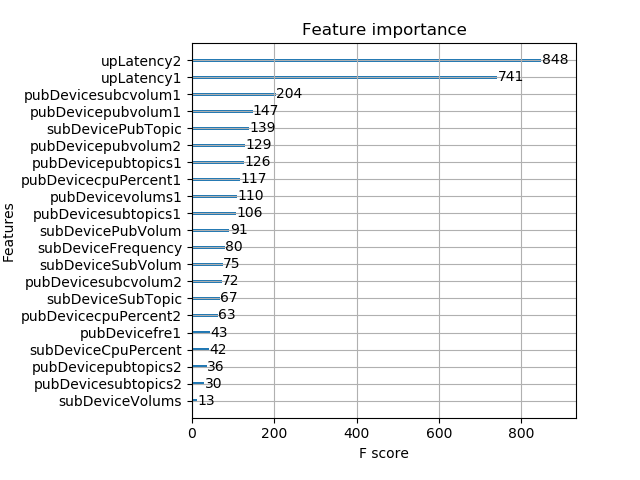 Feature importance
upLatency2 848
upLatency1 741
pubDevicesubcvolum1 204
pubDevicepubvolum1 147
subDevicePubTopic 139
pubDevicepubvolum2 129
pubDevicepubtopics1 126
pubDevicecpuPercent1 117
pubDevicevolums1 110
pubDevicesubtopics1 106
subDevicePubVolum 91
subDeviceFrequency 80
subDeviceSubVolum 75
pubDevicesubcvolum2 72
subDeviceSubTopic 67
pubDevicecpuPercent2 63
pubDevicefre1 43
subDeviceCpuPercent 42
pubDevicepubtopics2 36
pubDevicesubtopics2 30
subDeviceVolums 13
Features
0 200 400 600 800
F score